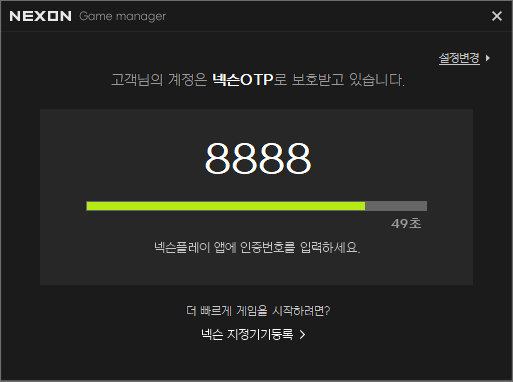 NEXON Game manager
설정변경
고객님의 계정은 넥슨OTP로 보호받고 있습니다.
8888
49초
넥슨플레이 앱에 인증번호를 입력하세요.
더 빠르게 게임을 시작하려면?
넥슨 지정기기등록 >